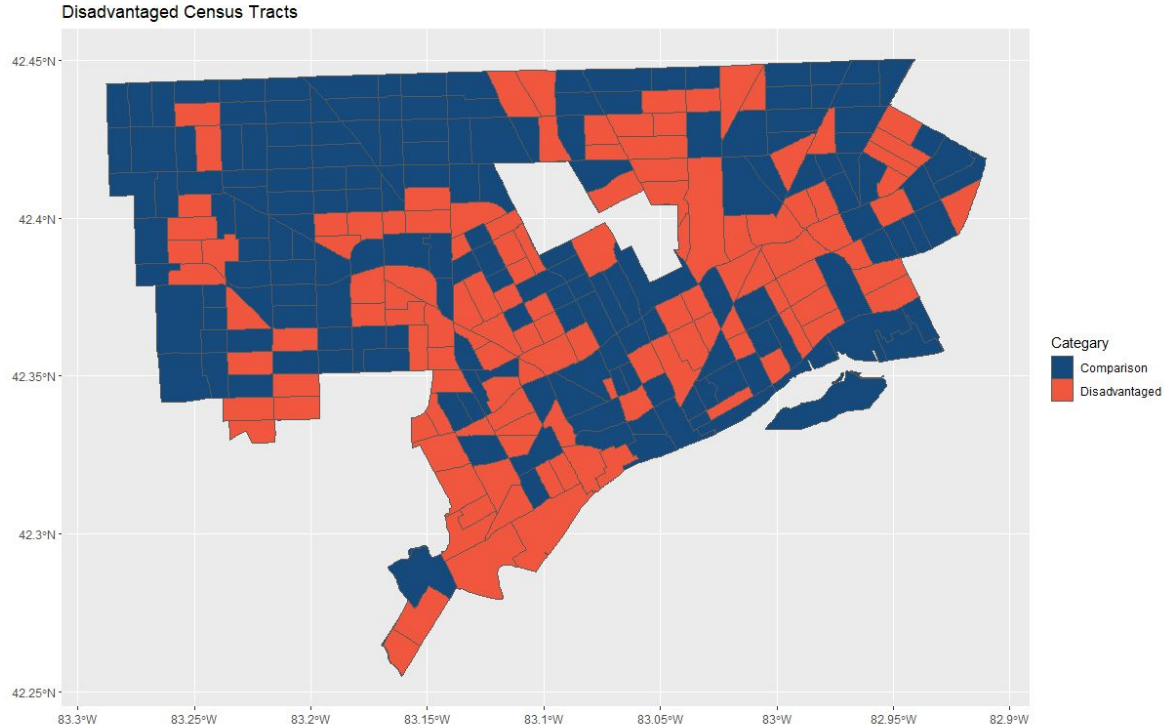 Disadvantaged Census Tracts
42.45°N
42.4°N
42.35°N
42.3°N
42.25°N
83.3°W 83.25°W 83.2°W 83.15°W 83.1°W 83.05°W 83°W 82.95°W 82.9°W
Categary
Comparison
Disadvantaged